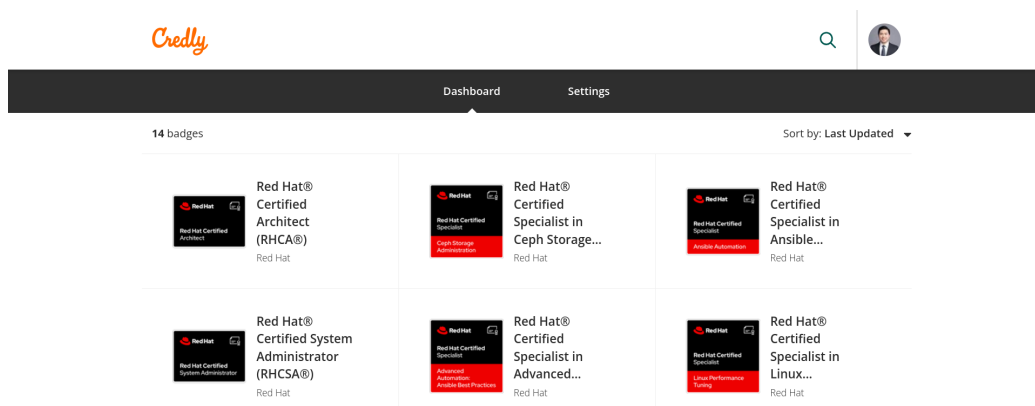 Credly
Dashboard Settings
14 badges
Sort by: Last Updated
Red Hat
Red Hat Certified
Architect
Red Hat®
Certified
Architect
(RHCA®)
Red Hat
Red Hat
Red Hat Certified
Specialist
Ceph Storage
Administration
Red Hat®
Certified
Specialist in
Ceph Storage...
Red Hat
Red Hat
Red Hat Certified
Specialist
Ansible Automation
Red Hat®
Certified
Specialist in
Ansible...
Red Hat
Red Hat
Red Hat Certified
System Administrator
Red Hat®
Certified System
Administrator
(RHCSA®)
Red Hat
Red Hat
Red Hat Certified
Specialist
Advanced
Automation:
Ansible Best Practices
Red Hat®
Certified
Specialist in
Advanced...
Red Hat
Red Hat
Red Hat Certified
Specialist
Linux Performance
Tuning
Red Hat®
Certified
Specialist in
Linux...
Red Hat